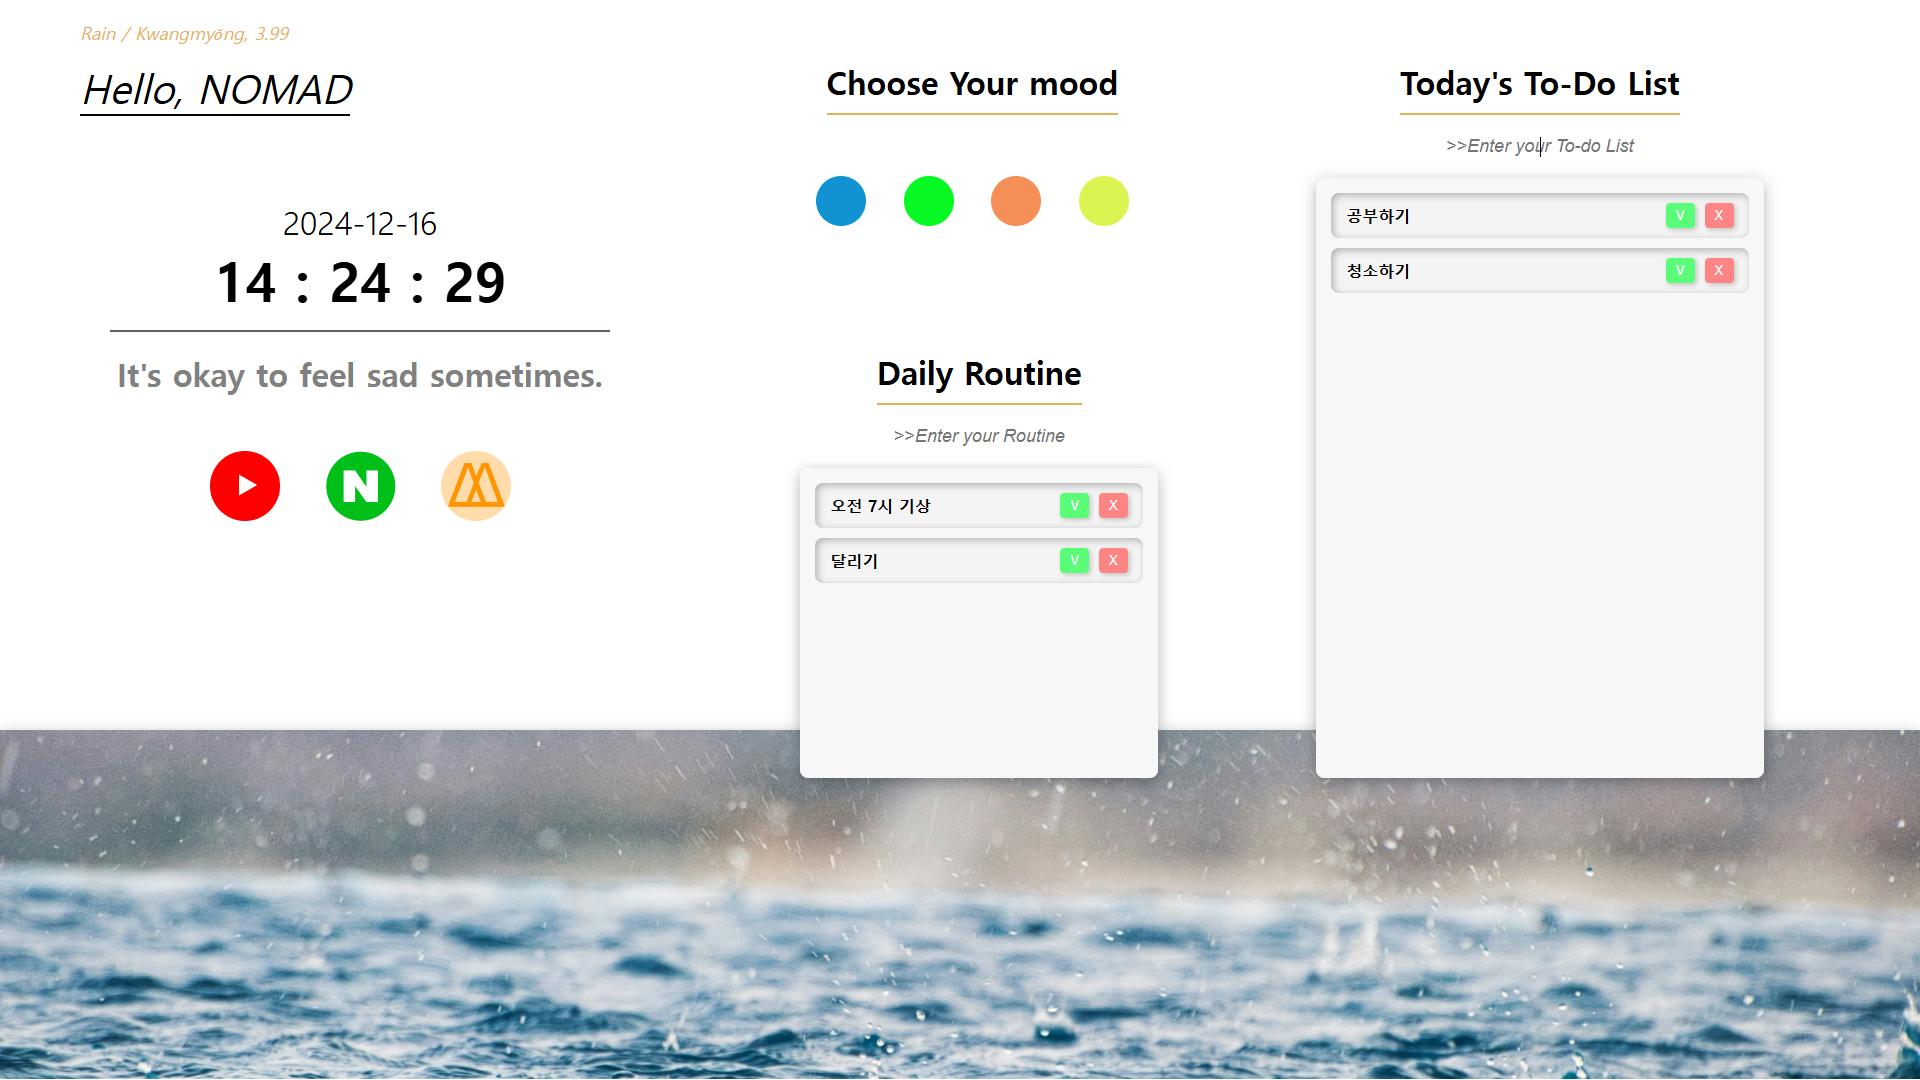 Rain / Kwangmyŏng, 3.99
Hello, NOMAD
2024-12-16
14 : 24 : 29
It's okay to feel sad sometimes.
N
Choose Your mood
Daily Routine
>>Enter your Routine
오전 7시 기상 V X
달리기 V X
Today's To-Do List
>>Enter your To-do List
공부하기 V X
청소하기 V X